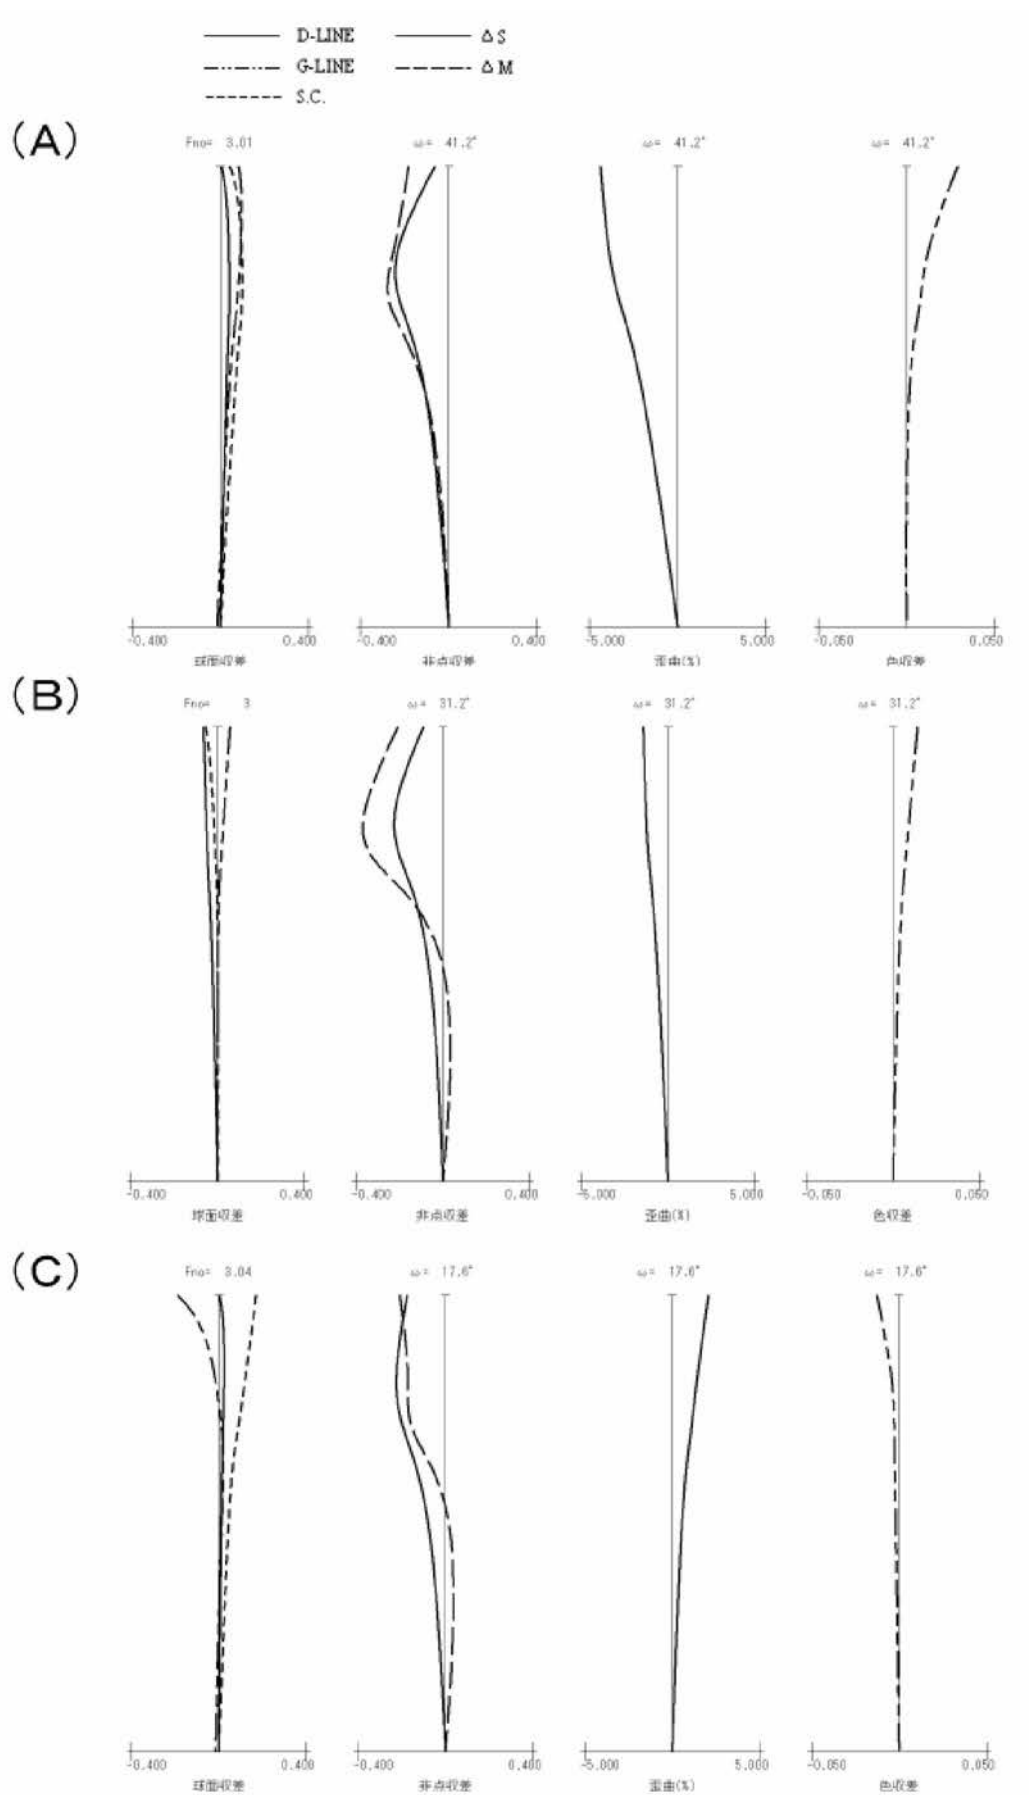 D-LINE ΔS
G-LINE ΔM
S.C.
(A)
Fno= 3.01 ω= 41.2° ω= 41.2° ω= 41.2°
-0.400 0.400 -0.400 0.400 -5.000 5.000 -0.050 0.050
球面収差 非点収差 歪曲(%) 色収差
(B)
Fno= 3 ω= 31.2° ω= 31.2° ω= 31.2°
-0.400 0.400 -0.400 0.400 -5.000 5.000 -0.050 0.050
球面収差 非点収差 歪曲(%) 色収差
(C)
Fno= 3.04 ω= 17.6° ω= 17.6° ω= 17.6°
-0.400 0.400 -0.400 0.400 -5.000 5.000 -0.050 0.050
球面収差 非点収差 歪曲(%) 色収差